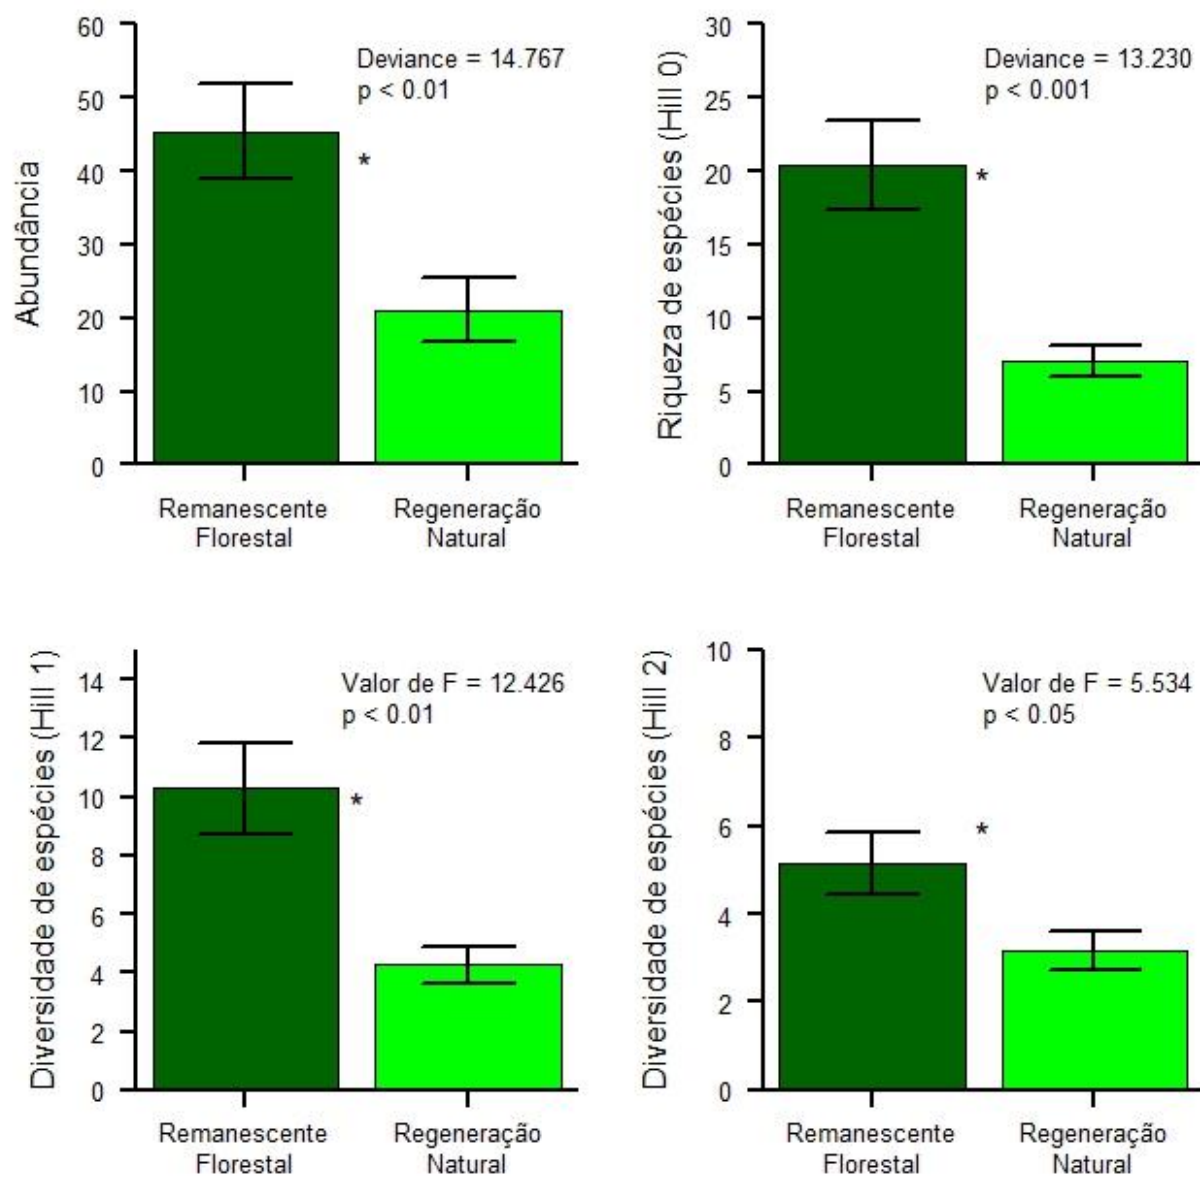 Abundância
60
50
40
30
20
10
0
Deviance = 14.767
p < 0.01
*
Remanescente
Florestal
Regeneração
Natural
Riqueza de espécies (Hill 0)
30
25
20
15
10
5
0
Deviance = 13.230
p < 0.001
*
Remanescente
Florestal
Regeneração
Natural
Diversidade de espécies (Hill 1)
14
12
10
8
6
4
2
0
Valor de F = 12.426
p < 0.01
*
Remanescente
Florestal
Regeneração
Natural
Diversidade de espécies (Hill 2)
10
8
6
4
2
0
Valor de F = 5.534
p < 0.05
*
Remanescente
Florestal
Regeneração
Natural